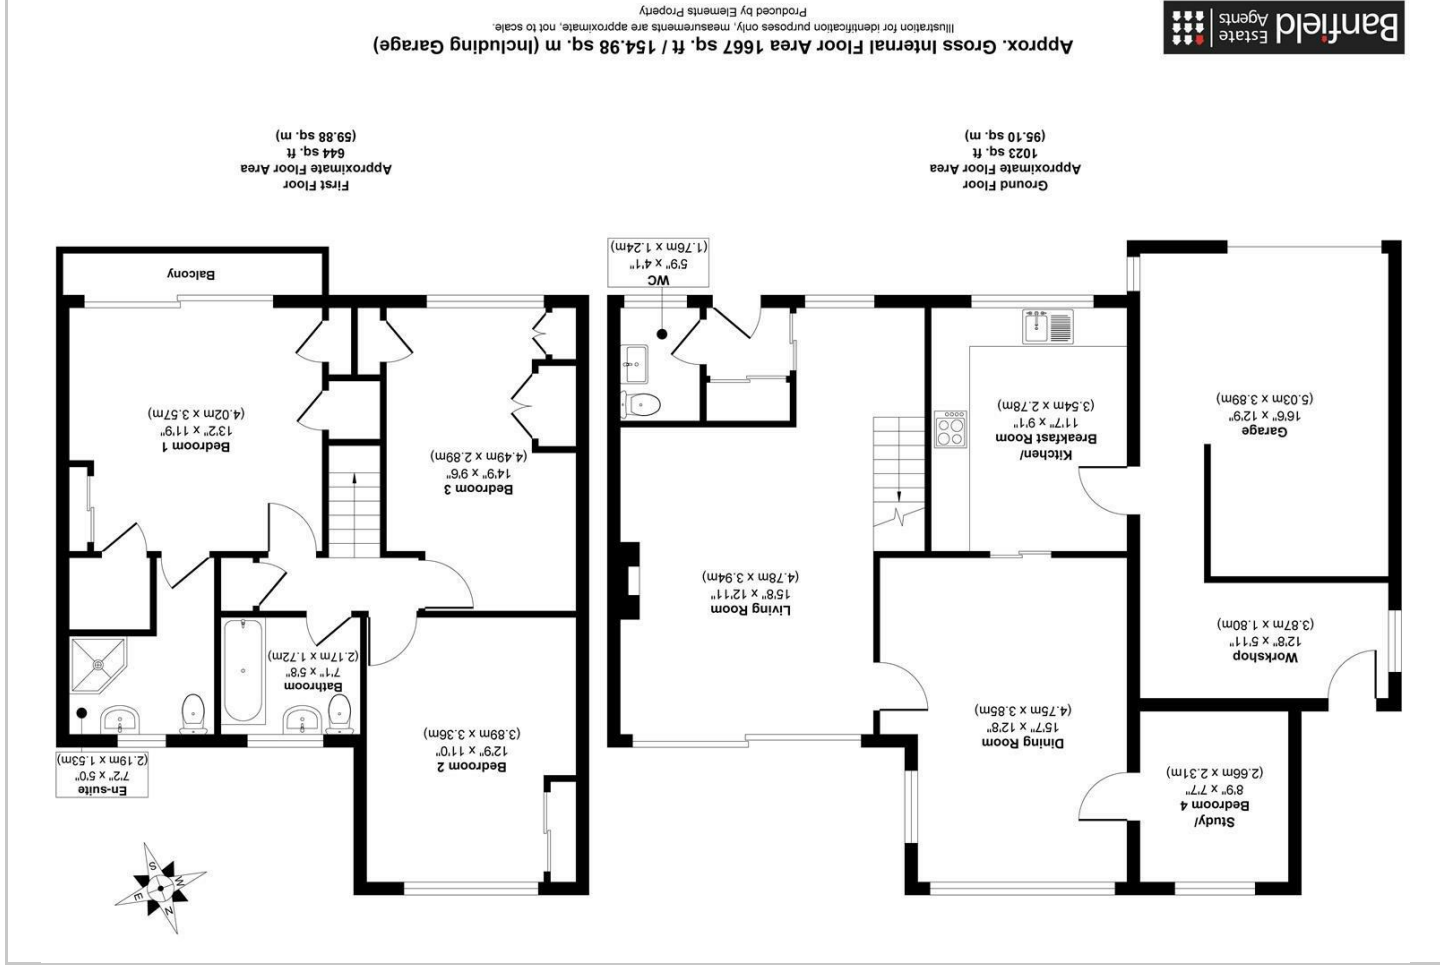 Study/
Bedroom 4
8'9" x 7'7"
(2.66m x 2.31m)
Dining Room
15'7" x 12'8
(4.75m x 3.85m)
Workshop
12'8 x 5'11"
(3.87m x 1.80m)
Living Room
15'8 x 12'11"
(4.78m x 3.94m)
Kitchen/
Breakfast Room
11'7" x 9'1"
(3.54m x 2.78m)
Garage
16'6" x 12'9"
(5.03m x 3.89m)
WC
5'9" x 4'1"
(1.76m x 1.24m)
Ground Floor
Approximate Floor Area
1023 sq. ft
(95.10 sq. m)
N
E
S
W
En-suite
7'2" x 5'0"
(2.19m x 1.53m)
Bedroom 2
12'9" x 11'0"
(3.89m x 3.36m)
Bathroom
7'1" x 5'8"
(2.17m x 1.72m)
Bedroom 3
14'9" x 9'6"
(4.49m x 2.89m)
Bedroom 1
13'2" x 11'9"
(4.02m x 3.57m)
Balcony
First Floor
Approximate Floor Area
644 sq. ft
(59.88 sq. m)
Banfield
Estate
Agents
Approx. Gross Internal Floor Area 1667 sq. ft / 154.98 sq. m (Including Garage)
Illustration for identification purposes only, measurements are approximate, not to scale.
Produced by Elements Property